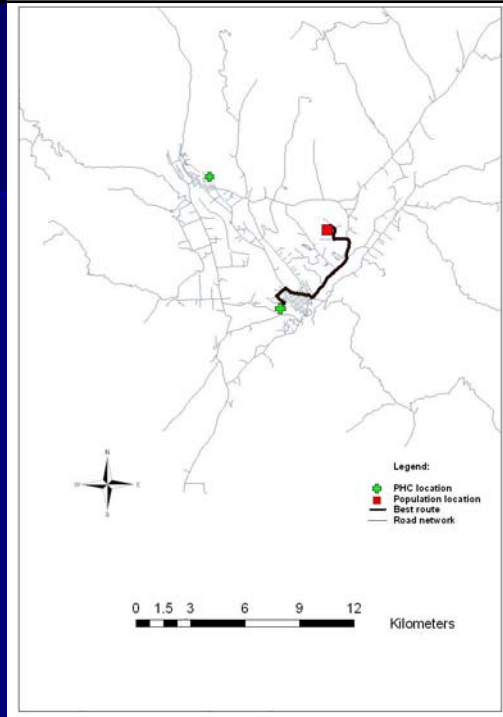 N
W E
S
Legend:
PHC location
Population location
Best route
Road network
0 1.5 3 6 9 12
Kilometers